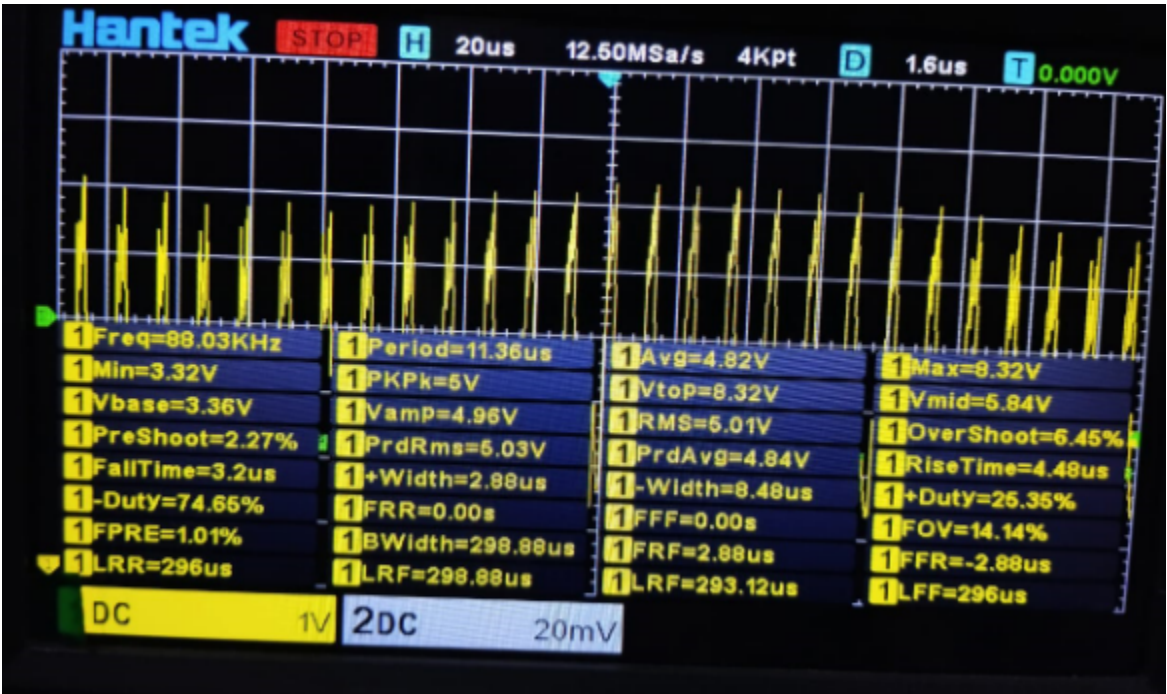 Hantek STOP H 20us 12.50MSa/s 4Kpt D 1.6us T 0.000V
1 Freq=88.03KHz 1 Period=11.36us 1 Avg=4.82V 1 Max=8.32V
1 Min=3.32V 1 PKPk=5V 1 Vtop=8.32V 1 Vmid=5.84V
1 Vbase=3.36V 1 Vamp=4.96V 1 RMS=5.01V 1 OverShoot=6.45%
1 PreShoot=2.27% 1 PrdRms=5.03V 1 PrdAvg=4.84V 1 RiseTime=4.48us
1 FallTime=3.2us 1 +Width=2.88us 1 -Width=8.48us 1 +Duty=25.35%
1 -Duty=74.65% 1 FRR=0.00s 1 FFF=0.00s 1 FOV=14.14%
1 FPRE=1.01% 1 BWidth=298.88us 1 FRF=2.88us 1 FFR=-2.88us
1 LRR=296us 1 LRF=298.88us 1 LRF=293.12us 1 LFF=296us
DC 1V 2DC 20mV